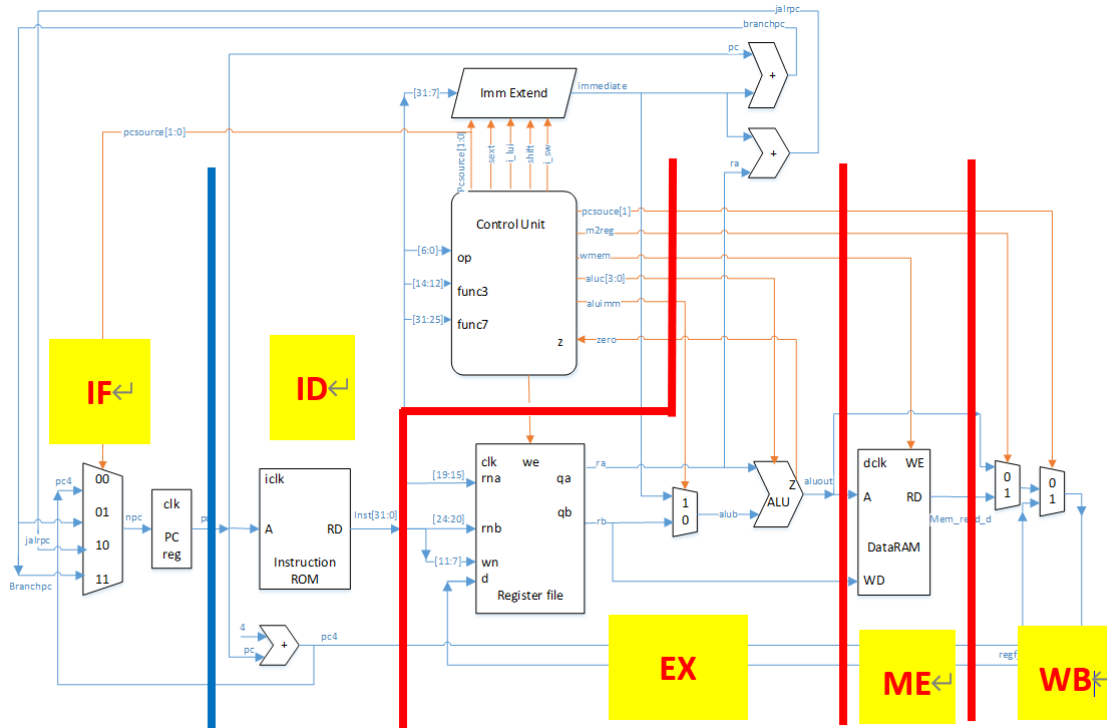 jalrpc
branchpc
pc
[31:7]
Imm Extend
immediate
pcsource[1:0]
Pcsource[1:0]
sext
i_lui
shift
i_sw
ra
Control Unit
pcsouce[1]
m2reg
wmem
aluc[3:0]
aluimm
[6:0]
op
[14:12]
func3
[31:25]
func7
z
zero
IF
ID
00
01
10
11
pc4
jalrpc
Branchpc
npc
clk
PC
reg
iclk
A
RD
Instruction
ROM
Inst[31:0]
[19:15]
[24:20]
[11:7]
clk
we
rna
qa
qb
rnb
wn
d
Register file
ra
rb
1
0
alub
Z
ALU
aluout
dclk
WE
A
RD
DataRAM
WD
0
1
0
1
4
pc
+
pc4
+
+
EX
ME
WB